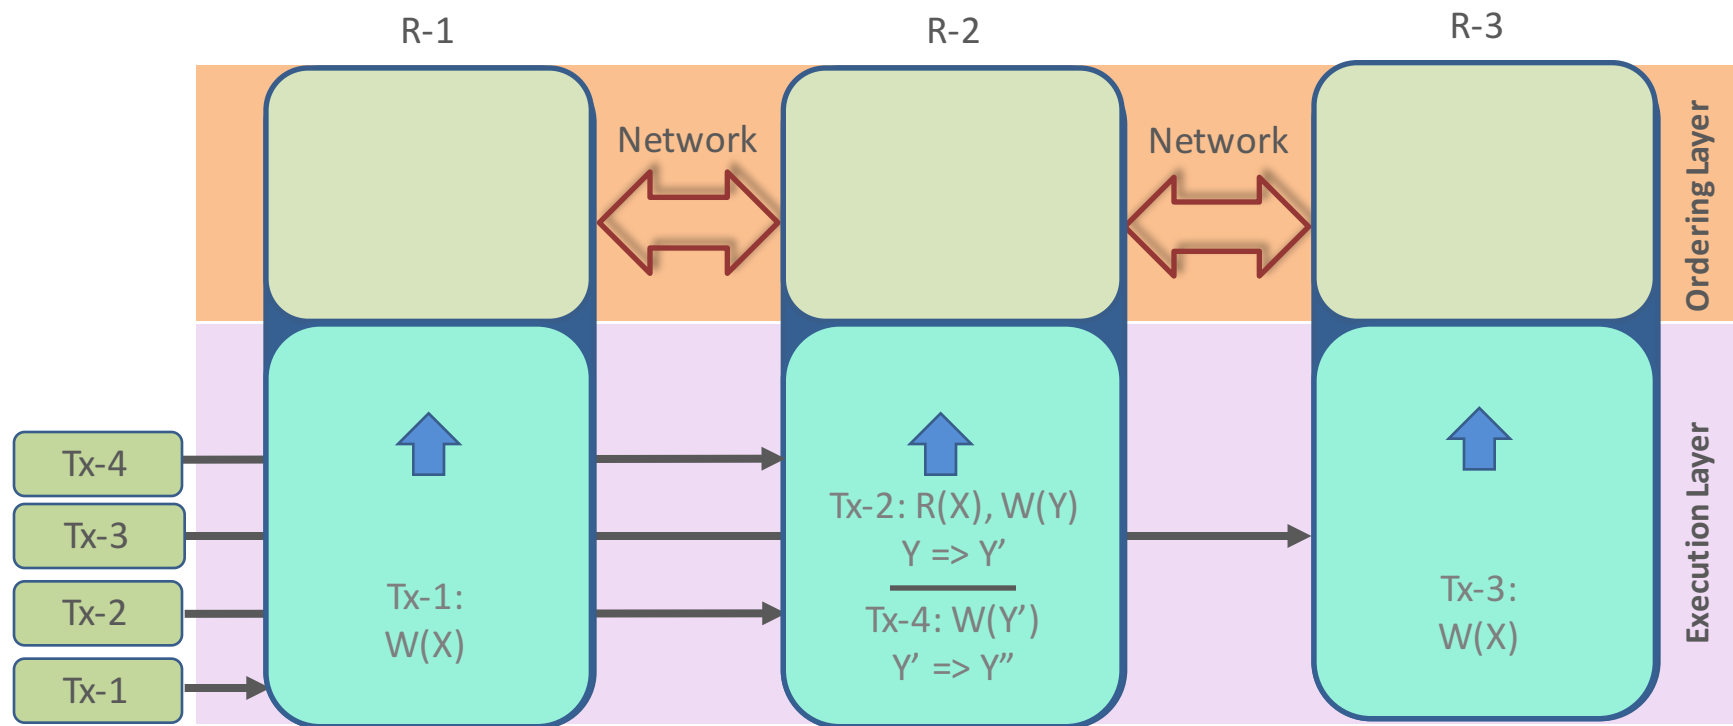 R-1
R-2
R-3
Network
Network
Ordering Layer
Tx-4
Tx-3
Tx-2
Tx-1
Tx-1:
W(X)
Tx-2: R(X), W(Y)
Y => Y’
Tx-4: W(Y’)
Y’ => Y”
Tx-3:
W(X)
Execution Layer